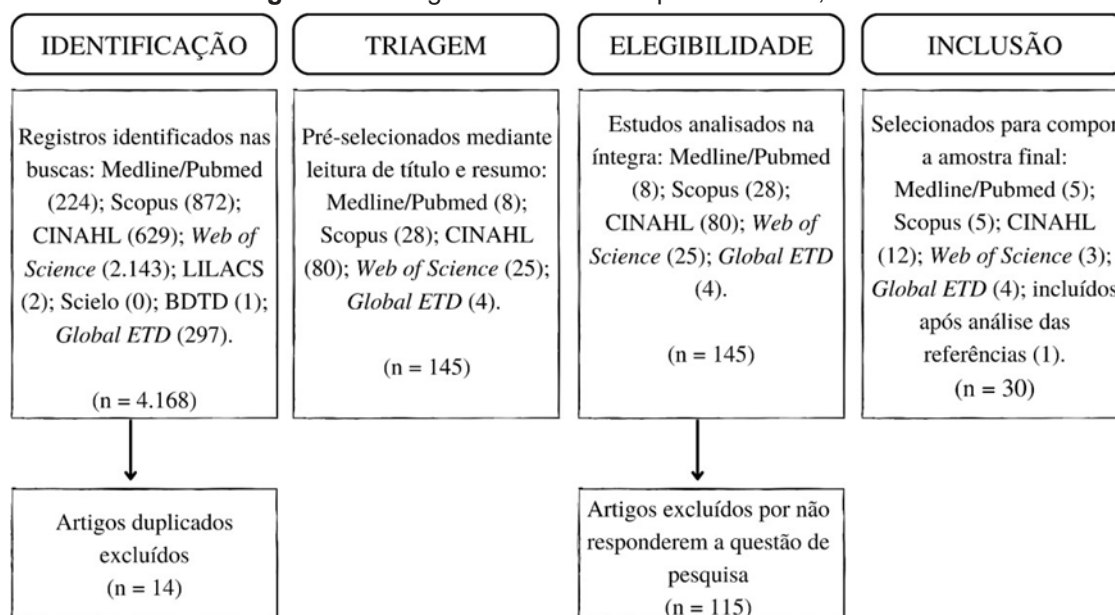 IDENTIFICAÇÃO
Registros identificados nas
buscas: Medline/Pubmed
(224); Scopus (872);
CINAHL (629); Web of
Science (2.143); LILACS
(2); Scielo (0); BDTD (1);
Global ETD (297).
(n = 4.168)
Artigos duplicados
excluídos
(n = 14)
TRIAGEM
Pré-selecionados mediante
leitura de título e resumo:
Medline/Pubmed (8);
Scopus (28); CINAHL
(80); Web of Science (25);
Global ETD (4).
(n = 145)
ELEGIBILIDADE
Estudos analisados na
íntegra: Medline/Pubmed
(8); Scopus (28);
CINAHL (80); Web of
Science (25); Global ETD
(4).
(n = 145)
Artigos excluídos por não
responderem a questão de
pesquisa
(n = 115)
INCLUSÃO
Selecionados para compor
a amostra final:
Medline/Pubmed (5);
Scopus (5); CINAHL
(12); Web of Science (3);
Global ETD (4); incluídos
após análise das
referências (1).
(n = 30)